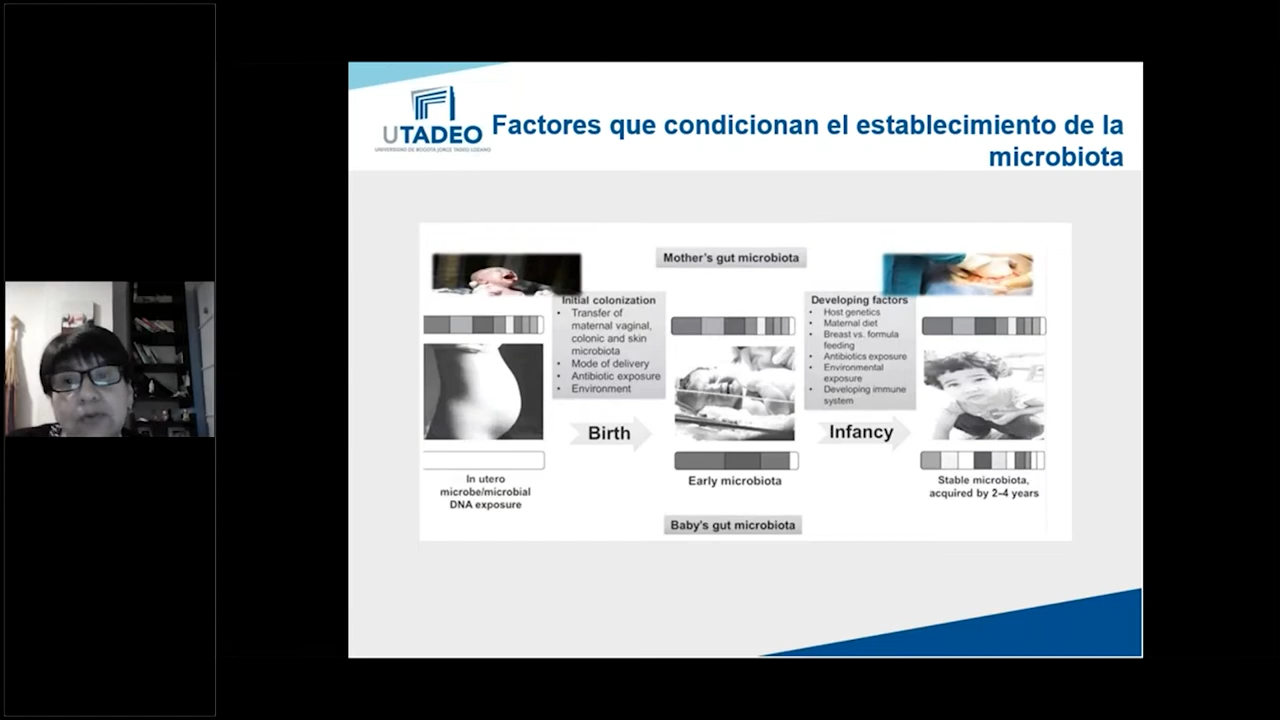 UTADEO
UNIVERSIDAD DE BOGOTÁ JORGE TADEO LOZANO
Factores que condicionan el establecimiento de la
microbiota
Mother's gut microbiota
Initial colonization
• Transfer of
maternal vaginal,
colonic and skin
microbiota
• Mode of delivery
• Antibiotic exposure
• Environment
Developing factors
• Host genetics
• Maternal diet
• Breast vs. formula
feeding
• Antibiotics exposure
• Environmental
exposure
• Developing immune
system
Birth
Infancy
In utero
microbe/microbial
DNA exposure
Early microbiota
Stable microbiota,
acquired by 2-4 years
Baby's gut microbiota